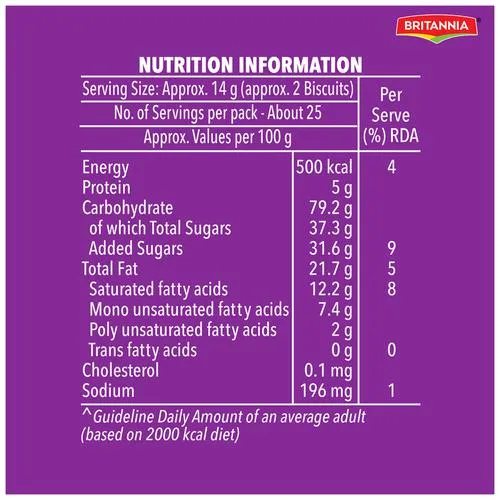 BRITANNIA
NUTRITION INFORMATION
Serving Size: Approx. 14 g (approx. 2 Biscuits)
No. of Servings per pack - About 25
Approx. Values per 100 g
Per
Serve
(%) RDA
Energy 500 kcal 4
Protein 5 g
Carbohydrate 79.2 g
of which Total Sugars 37.3 g
Added Sugars 31.6 g 9
Total Fat 21.7 g 5
Saturated fatty acids 12.2 g 8
Mono unsaturated fatty acids 7.4 g
Poly unsaturated fatty acids 2 g
Trans fatty acids 0 g 0
Cholesterol 0.1 mg
Sodium 196 mg 1
^Guideline Daily Amount of an average adult
(based on 2000 kcal diet)